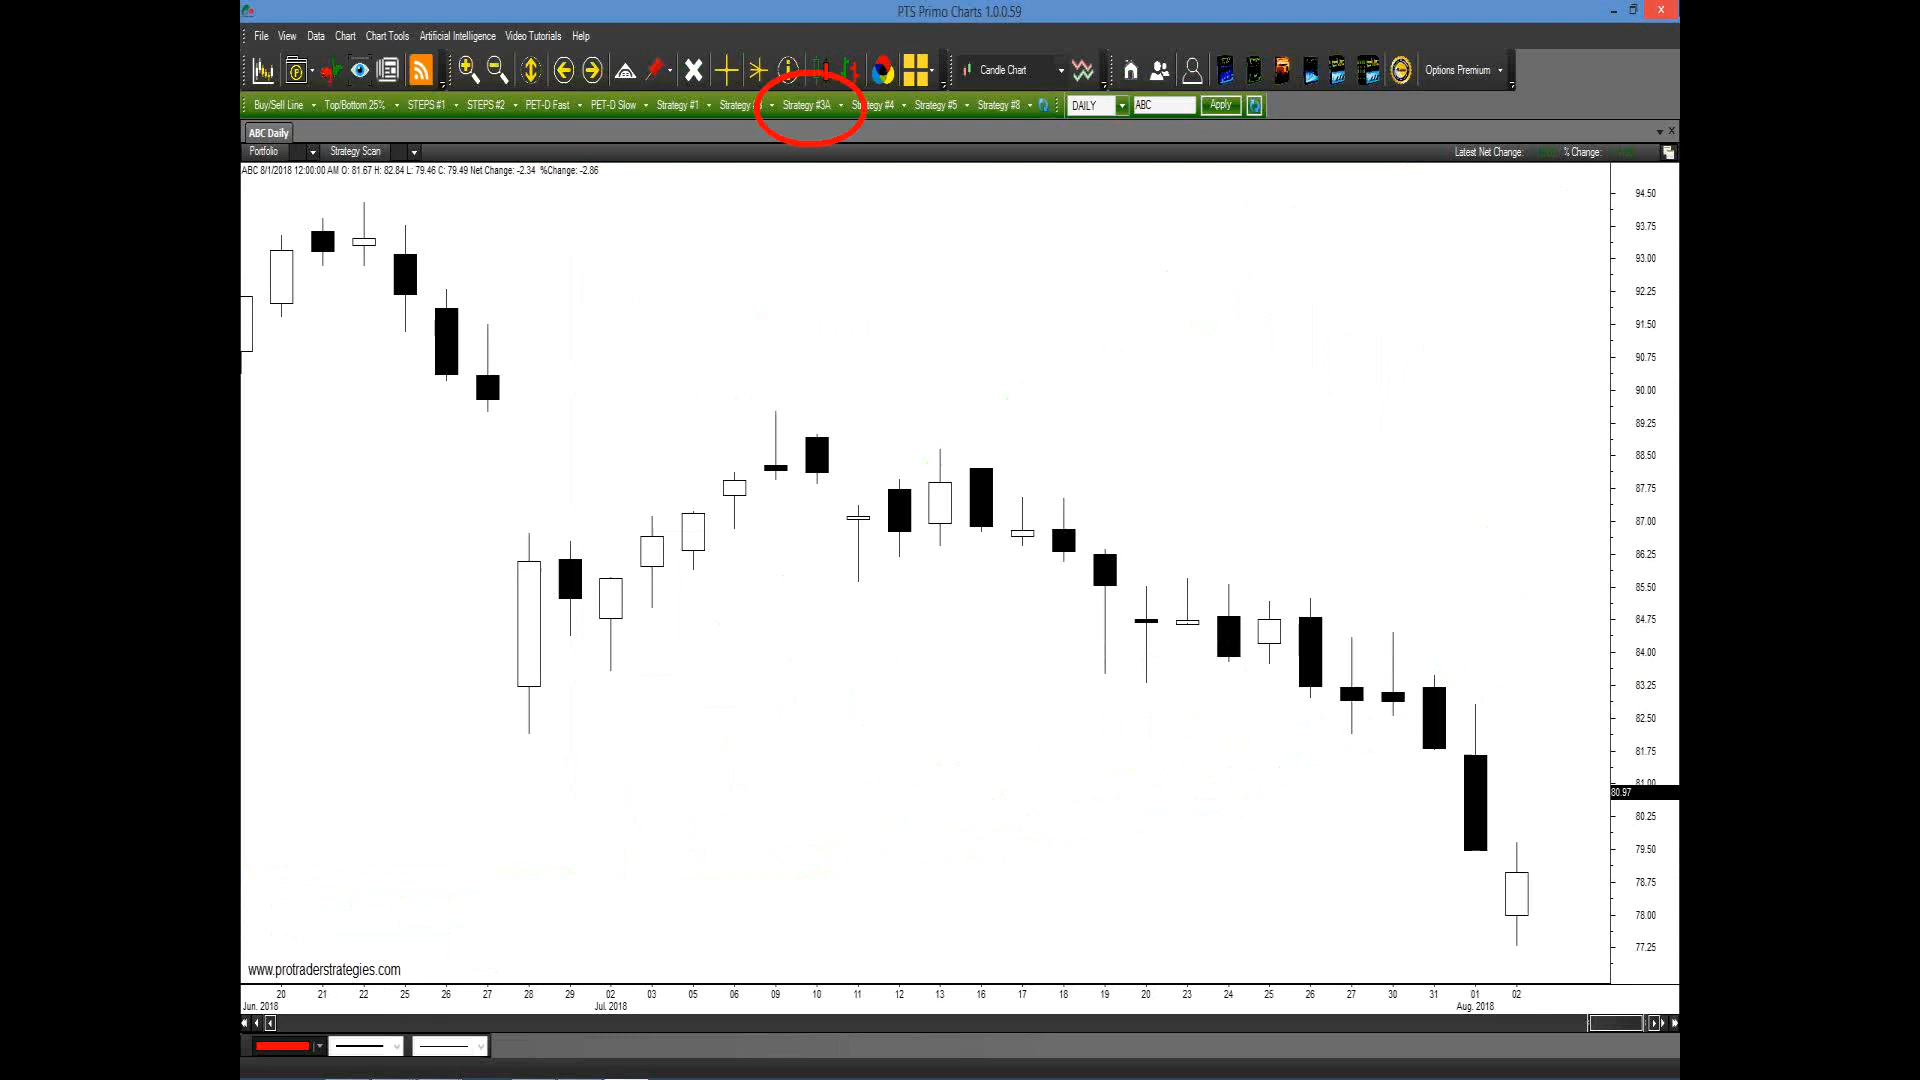 PTS Primo Charts 1.0.0.59
File View Data Chart Chart Tools Artificial Intelligence Video Tutorials Help
Candle Chart Options Premium
Buy/Sell Line Top/Bottom 25% STEPS #1 STEPS #2 PET-D Fast PET-D Slow Strategy #1 Strategy Strategy #3A Strategy #4 Strategy #5 Strategy #8 DAILY ABC Apply
ABC Daily
Portfolio Strategy Scan Latest Net Change: % Change:
ABC 8/1/2018 12:00:00 AM O: 81.67 H: 82.84 L: 79.46 C: 79.49 Net Change: -2.34 %Change: -2.86
94.50
93.75
93.00
92.25
91.50
90.75
90.00
89.25
88.50
87.75
87.00
86.25
85.50
84.75
84.00
83.25
82.50
81.75
81.00
80.97
80.25
79.50
78.75
78.00
77.25
www.protraderstrategies.com
20 21 22 25 26 27 28 29 02 03 05 06 09 10 11 12 13 16 17 18 19 20 23 24 25 26 27 30 31 01 02
Jun. 2018 Jul. 2018 Aug. 2018